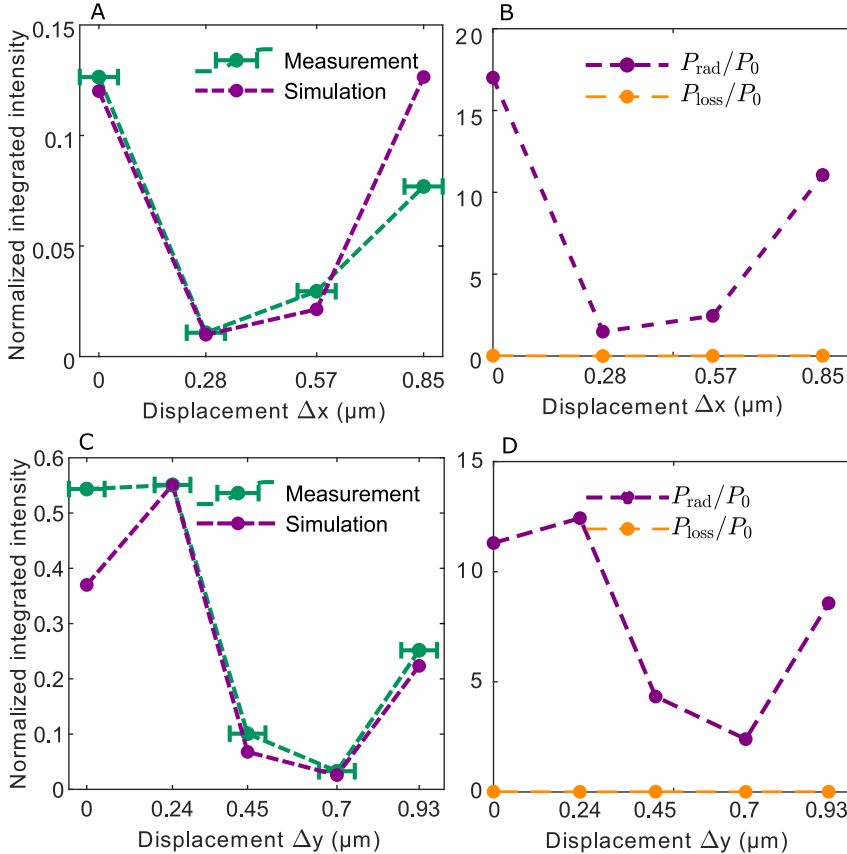 A
Normalized integrated intensity
0.15
0.1
0.05
0
Measurement
Simulation
0 0.28 0.57 0.85
Displacement Δx (μm)
B
20
15
10
5
0
P_rad/P_0
P_loss/P_0
0 0.28 0.57 0.85
Displacement Δx (μm)
C
Normalized integrated intensity
0.6
0.5
0.4
0.3
0.2
0.1
0
Measurement
Simulation
0 0.24 0.45 0.7 0.93
Displacement Δy (μm)
D
15
10
5
0
P_rad/P_0
P_loss/P_0
0 0.24 0.45 0.7 0.93
Displacement Δy (μm)